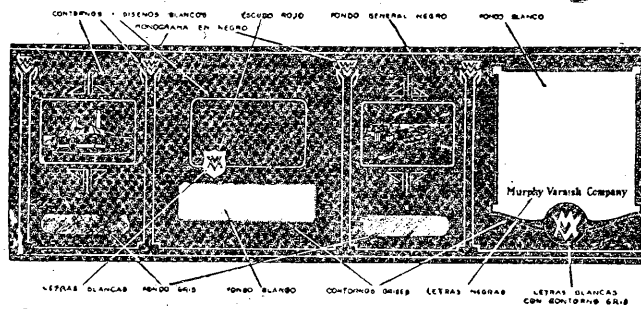 CONTORNOS Y DISEÑOS BLANCOS
ESCUDO ROJO
FONDO GENERAL NEGRO
FONDO BLANCO
MONOGRAMA EN NEGRO
Murphy Varnish Company
LETRAS BLANCAS
FONDO GRIS
FONDO BLANCO
CONTORNOS GRISES
LETRAS NEGRAS
LETRAS BLANCAS
CON CONTORNO GRIS